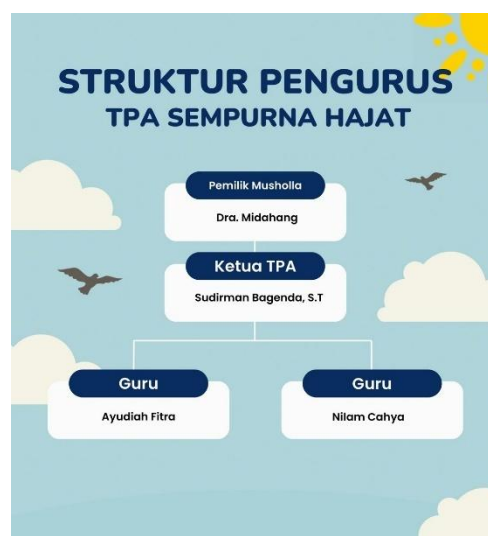 STRUKTUR PENGURUS
TPA SEMPURNA HAJAT
Pemilik Musholla
Dra. Midahang
Ketua TPA
Sudirman Bagenda, S.T
Guru
Ayudiah Fitra
Guru
Nilam Cahya